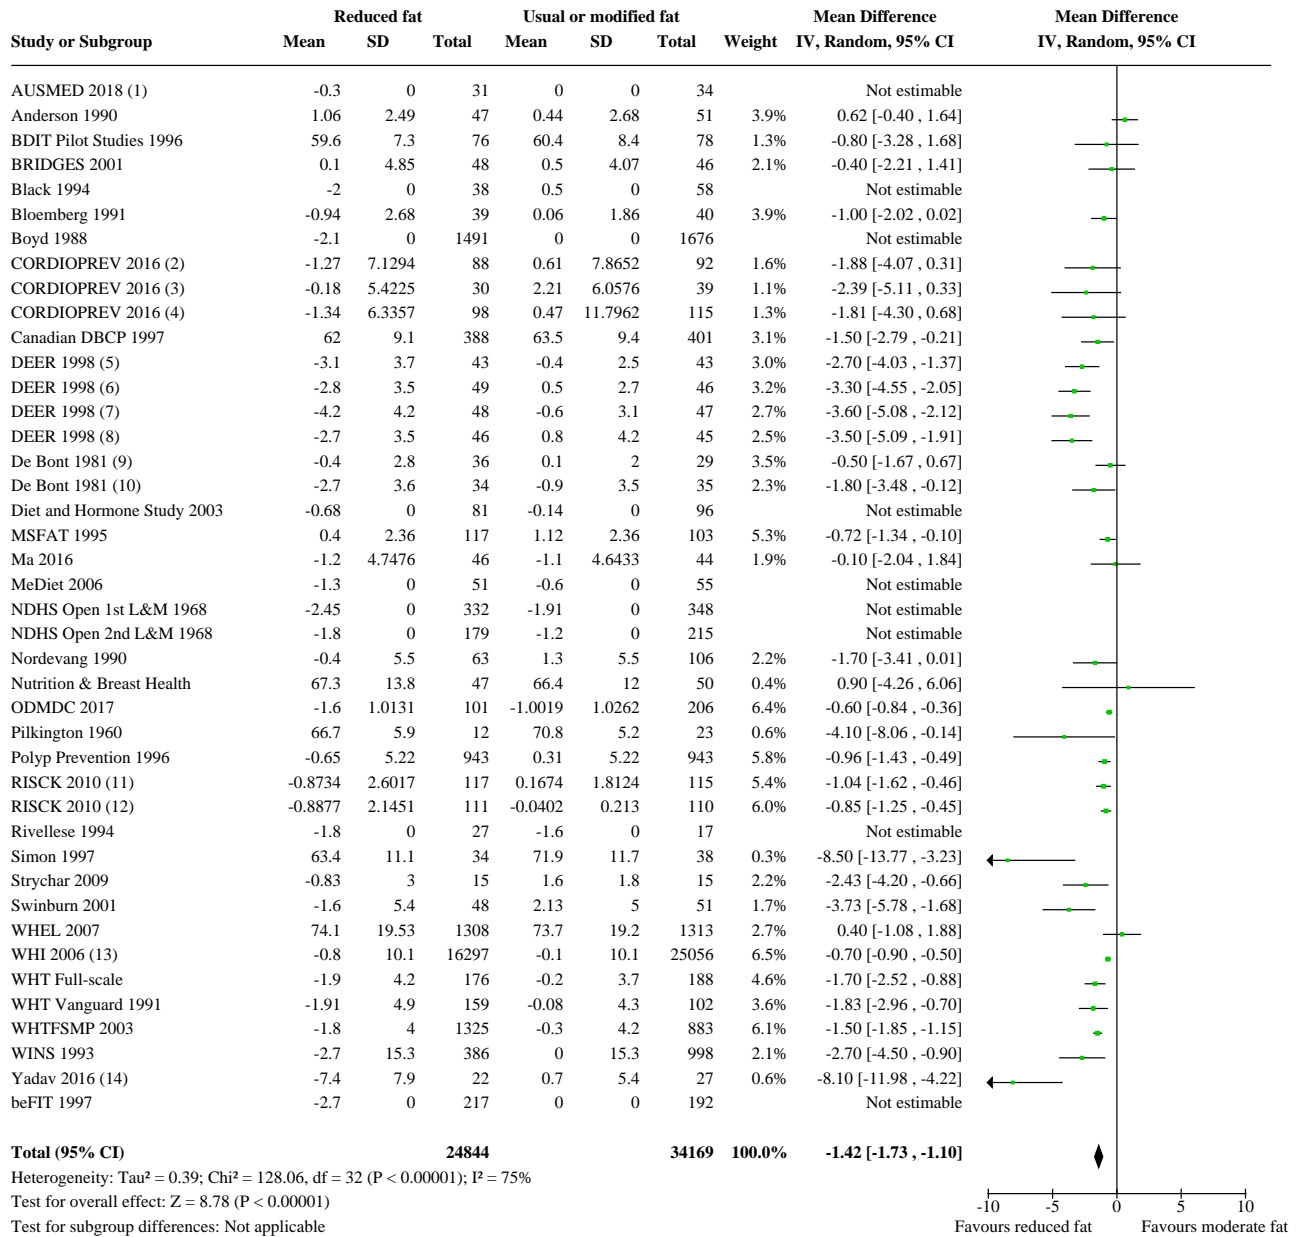 Reduced fat Usual or modified fat Mean Difference Mean Difference
Study or Subgroup Mean SD Total Mean SD Total Weight IV, Random, 95% CI IV, Random, 95% CI
AUSMED 2018 (1) -0.3 0 31 0 0 34 Not estimable
Anderson 1990 1.06 2.49 47 0.44 2.68 51 3.9% 0.62 [-0.40 , 1.64]
BDIT Pilot Studies 1996 59.6 7.3 76 60.4 8.4 78 1.3% -0.80 [-3.28 , 1.68]
BRIDGES 2001 0.1 4.85 48 0.5 4.07 46 2.1% -0.40 [-2.21 , 1.41]
Black 1994 -2 0 38 0.5 0 58 Not estimable
Bloemberg 1991 -0.94 2.68 39 0.06 1.86 40 3.9% -1.00 [-2.02 , 0.02]
Boyd 1988 -2.1 0 1491 0 0 1676 Not estimable
CORDIOPREV 2016 (2) -1.27 7.1294 88 0.61 7.8652 92 1.6% -1.88 [-4.07 , 0.31]
CORDIOPREV 2016 (3) -0.18 5.4225 30 2.21 6.0576 39 1.1% -2.39 [-5.11 , 0.33]
CORDIOPREV 2016 (4) -1.34 6.3357 98 0.47 11.7962 115 1.3% -1.81 [-4.30 , 0.68]
Canadian DBCP 1997 62 9.1 388 63.5 9.4 401 3.1% -1.50 [-2.79 , -0.21]
DEER 1998 (5) -3.1 3.7 43 -0.4 2.5 43 3.0% -2.70 [-4.03 , -1.37]
DEER 1998 (6) -2.8 3.5 49 0.5 2.7 46 3.2% -3.30 [-4.55 , -2.05]
DEER 1998 (7) -4.2 4.2 48 -0.6 3.1 47 2.7% -3.60 [-5.08 , -2.12]
DEER 1998 (8) -2.7 3.5 46 0.8 4.2 45 2.5% -3.50 [-5.09 , -1.91]
De Bont 1981 (9) -0.4 2.8 36 0.1 2 29 3.5% -0.50 [-1.67 , 0.67]
De Bont 1981 (10) -2.7 3.6 34 -0.9 3.5 35 2.3% -1.80 [-3.48 , -0.12]
Diet and Hormone Study 2003 -0.68 0 81 -0.14 0 96 Not estimable
MSFAT 1995 0.4 2.36 117 1.12 2.36 103 5.3% -0.72 [-1.34 , -0.10]
Ma 2016 -1.2 4.7476 46 -1.1 4.6433 44 1.9% -0.10 [-2.04 , 1.84]
MeDiet 2006 -1.3 0 51 -0.6 0 55 Not estimable
NDHS Open 1st L&M 1968 -2.45 0 332 -1.91 0 348 Not estimable
NDHS Open 2nd L&M 1968 -1.8 0 179 -1.2 0 215 Not estimable
Nordevang 1990 -0.4 5.5 63 1.3 5.5 106 2.2% -1.70 [-3.41 , 0.01]
Nutrition & Breast Health 67.3 13.8 47 66.4 12 50 0.4% 0.90 [-4.26 , 6.06]
ODMDC 2017 -1.6 1.0131 101 -1.0019 1.0262 206 6.4% -0.60 [-0.84 , -0.36]
Pilkington 1960 66.7 5.9 12 70.8 5.2 23 0.6% -4.10 [-8.06 , -0.14]
Polyp Prevention 1996 -0.65 5.22 943 0.31 5.22 943 5.8% -0.96 [-1.43 , -0.49]
RISCK 2010 (11) -0.8734 2.6017 117 0.1674 1.8124 115 5.4% -1.04 [-1.62 , -0.46]
RISCK 2010 (12) -0.8877 2.1451 111 -0.0402 0.213 110 6.0% -0.85 [-1.25 , -0.45]
Rivellese 1994 -1.8 0 27 -1.6 0 17 Not estimable
Simon 1997 63.4 11.1 34 71.9 11.7 38 0.3% -8.50 [-13.77 , -3.23]
Strychar 2009 -0.83 3 15 1.6 1.8 15 2.2% -2.43 [-4.20 , -0.66]
Swinburn 2001 -1.6 5.4 48 2.13 5 51 1.7% -3.73 [-5.78 , -1.68]
WHEL 2007 74.1 19.53 1308 73.7 19.2 1313 2.7% 0.40 [-1.08 , 1.88]
WHI 2006 (13) -0.8 10.1 16297 -0.1 10.1 25056 6.5% -0.70 [-0.90 , -0.50]
WHT Full-scale -1.9 4.2 176 -0.2 3.7 188 4.6% -1.70 [-2.52 , -0.88]
WHT Vanguard 1991 -1.91 4.9 159 -0.08 4.3 102 3.6% -1.83 [-2.96 , -0.70]
WHTFSMP 2003 -1.8 4 1325 -0.3 4.2 883 6.1% -1.50 [-1.85 , -1.15]
WINS 1993 -2.7 15.3 386 0 15.3 998 2.1% -2.70 [-4.50 , -0.90]
Yadav 2016 (14) -7.4 7.9 22 0.7 5.4 27 0.6% -8.10 [-11.98 , -4.22]
beFIT 1997 -2.7 0 217 0 0 192 Not estimable
Total (95% CI) 24844 34169 100.0% -1.42 [-1.73 , -1.10]
Heterogeneity: Tau² = 0.39; Chi² = 128.06, df = 32 (P < 0.00001); I² = 75%
Test for overall effect: Z = 8.78 (P < 0.00001)
Test for subgroup differences: Not applicable
-10 -5 0 5 10
Favours reduced fat Favours moderate fat